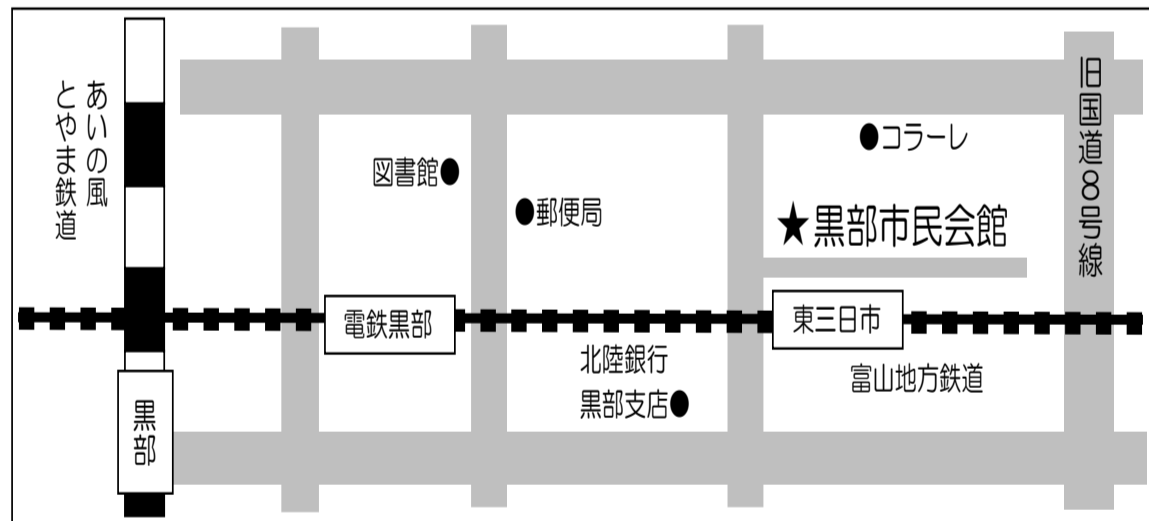 あいの風
とやま鉄道
図書館
郵便局
コラーレ
★黒部市民会館
旧国道8号線
電鉄黒部
東三日市
北陸銀行
黒部支店
富山地方鉄道
黒部